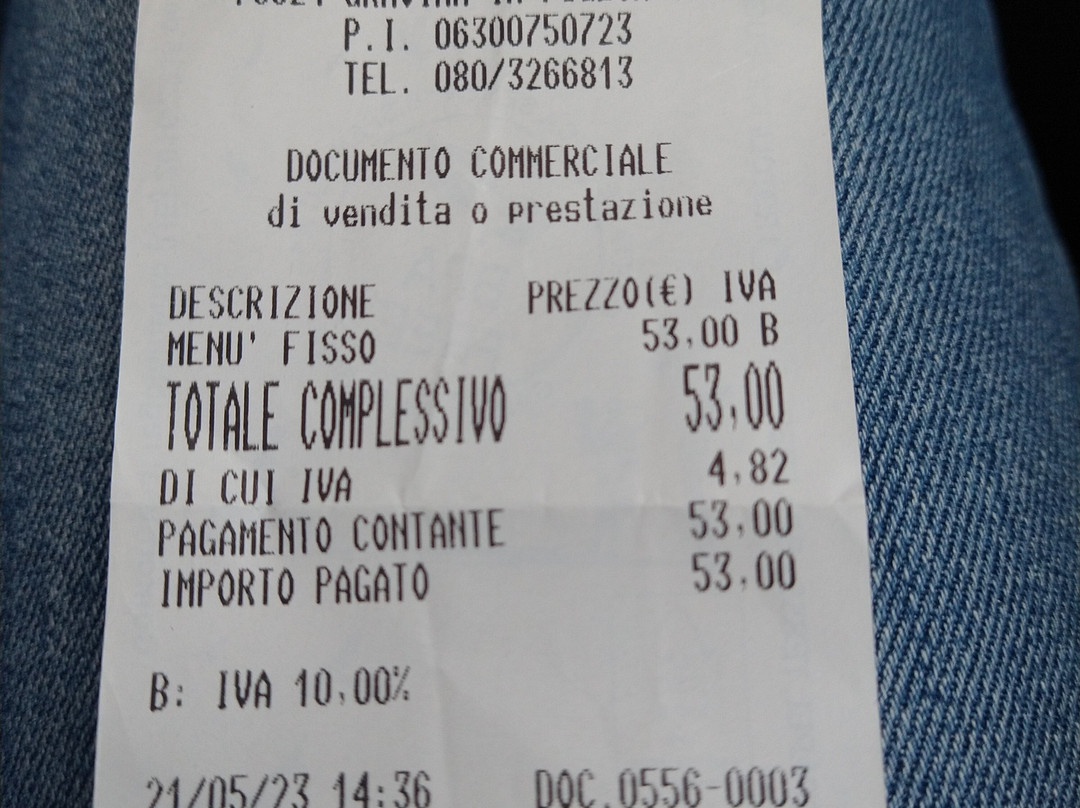 P.I. 06300750723
TEL. 080/3266813
DOCUMENTO COMMERCIALE
di vendita o prestazione
DESCRIZIONE PREZZO(€) IVA
MENU' FISSO 53,00 B
TOTALE COMPLESSIVO 53,00
DI CUI IVA 4,82
PAGAMENTO CONTANTE 53,00
IMPORTO PAGATO 53,00
B: IVA 10,00%
21/05/23 14:36 DOC.0556-0003